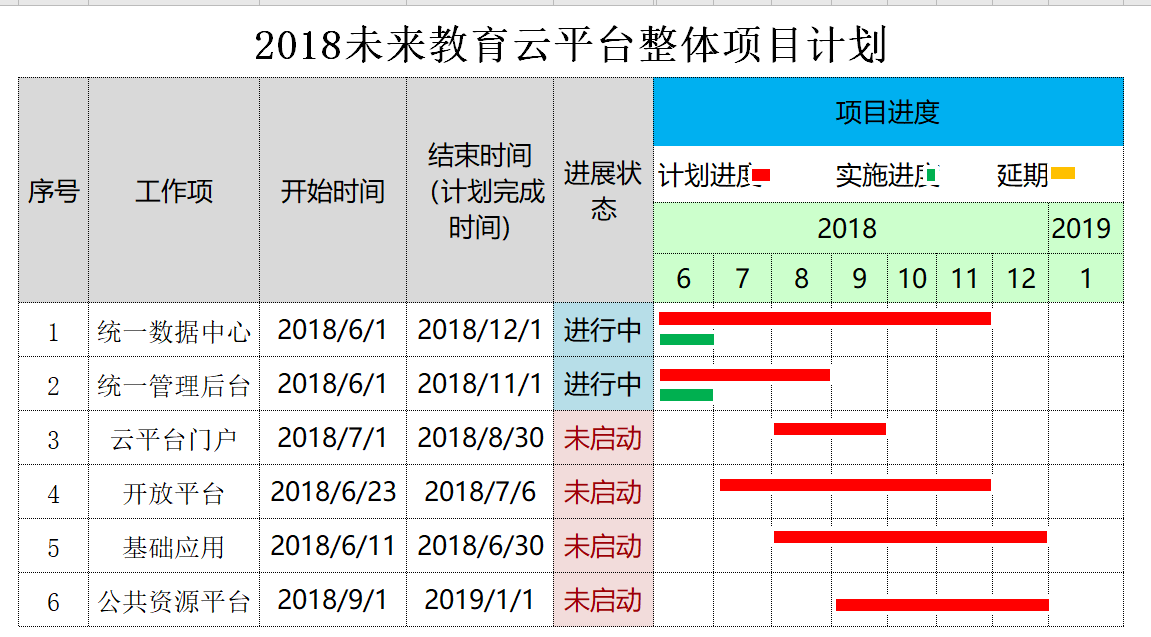 2018未来教育云平台整体项目计划
序号
工作项
开始时间
结束时间
（计划完成
时间）
进展状
态
项目进度
计划进度
实施进度
延期
2018
2019
6 7 8 9 10 11 12 1
1 统一数据中心 2018/6/1 2018/12/1 进行中
2 统一管理后台 2018/6/1 2018/11/1 进行中
3 云平台门户 2018/7/1 2018/8/30 未启动
4 开放平台 2018/6/23 2018/7/6 未启动
5 基础应用 2018/6/11 2018/6/30 未启动
6 公共资源平台 2018/9/1 2019/1/1 未启动